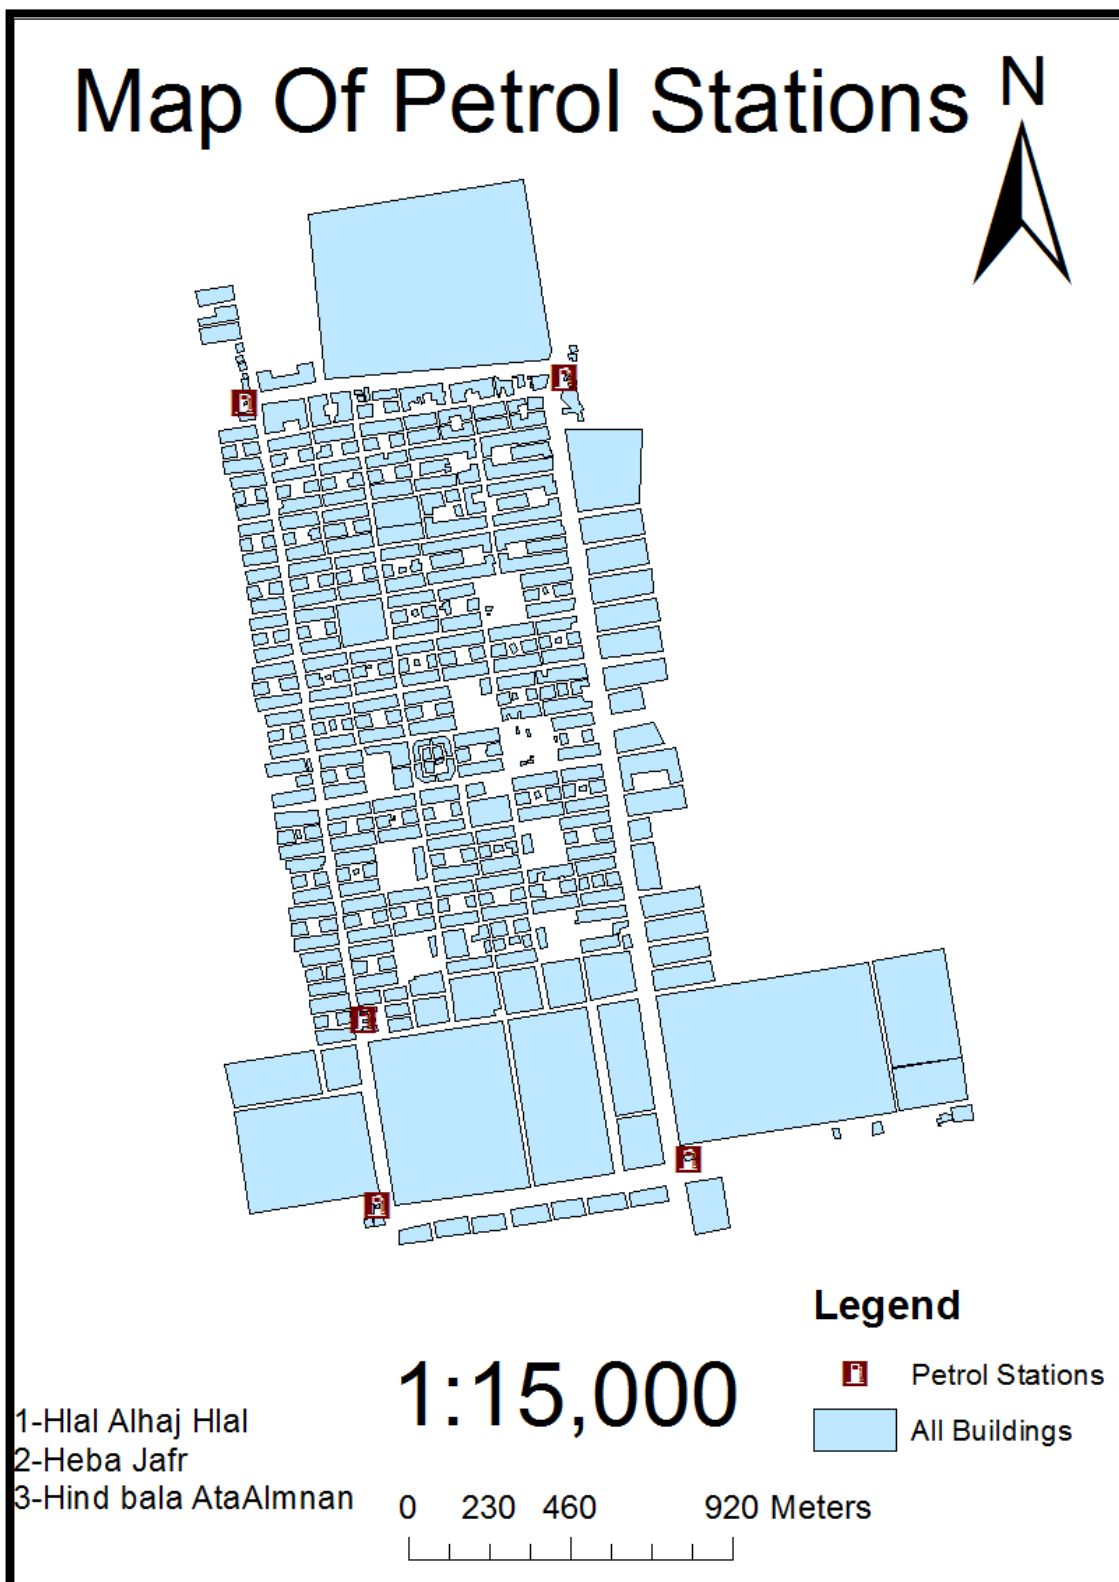 Map Of Petrol Stations
N
Legend
Petrol Stations
All Buildings
1:15,000
1-Hlal Alhaj Hlal
2-Heba Jafr
3-Hind bala AtaAlmnan
0 230 460 920 Meters